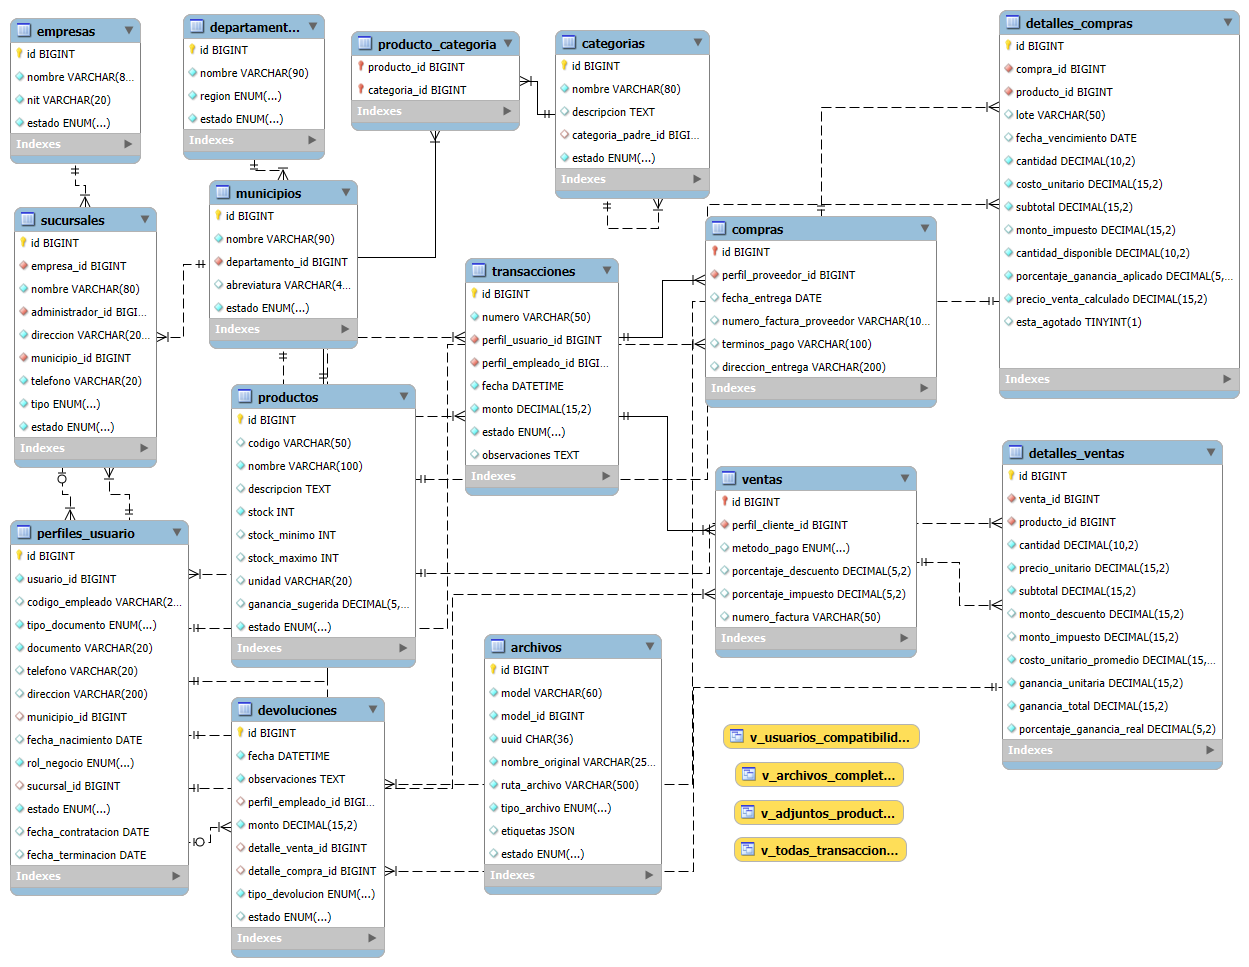 empresas
id BIGINT
nombre VARCHAR(8...
nit VARCHAR(20)
estado ENUM(...)
Indexes
departament...
id BIGINT
nombre VARCHAR(90)
region ENUM(...)
estado ENUM(...)
Indexes
producto_categoria
producto_id BIGINT
categoria_id BIGINT
Indexes
categorias
id BIGINT
nombre VARCHAR(80)
descripcion TEXT
categoria_padre_id BIGI...
estado ENUM(...)
Indexes
detalles_compras
id BIGINT
compra_id BIGINT
producto_id BIGINT
lote VARCHAR(50)
fecha_vencimiento DATE
cantidad DECIMAL(10,2)
costo_unitario DECIMAL(15,2)
subtotal DECIMAL(15,2)
monto_impuesto DECIMAL(15,2)
cantidad_disponible DECIMAL(10,2)
porcentaje_ganancia_aplicado DECIMAL(5,...
precio_venta_calculado DECIMAL(15,2)
esta_agotado TINYINT(1)
Indexes
sucursales
id BIGINT
empresa_id BIGINT
nombre VARCHAR(80)
administrador_id BIGI...
direccion VARCHAR(20...
municipio_id BIGINT
telefono VARCHAR(20)
tipo ENUM(...)
estado ENUM(...)
Indexes
municipios
id BIGINT
nombre VARCHAR(90)
departamento_id BIGINT
abreviatura VARCHAR(4...
estado ENUM(...)
Indexes
transacciones
id BIGINT
numero VARCHAR(50)
perfil_usuario_id BIGINT
perfil_empleado_id BIGI...
fecha DATETIME
monto DECIMAL(15,2)
estado ENUM(...)
observaciones TEXT
Indexes
compras
id BIGINT
perfil_proveedor_id BIGINT
fecha_entrega DATE
numero_factura_proveedor VARCHAR(10...
terminos_pago VARCHAR(100)
direccion_entrega VARCHAR(200)
Indexes
productos
id BIGINT
codigo VARCHAR(50)
nombre VARCHAR(100)
descripcion TEXT
stock INT
stock_minimo INT
stock_maximo INT
unidad VARCHAR(20)
ganancia_sugerida DECIMAL(5,...
estado ENUM(...)
Indexes
ventas
id BIGINT
perfil_cliente_id BIGINT
metodo_pago ENUM(...)
porcentaje_descuento DECIMAL(5,2)
porcentaje_impuesto DECIMAL(5,2)
numero_factura VARCHAR(50)
Indexes
detalles_ventas
id BIGINT
venta_id BIGINT
producto_id BIGINT
cantidad DECIMAL(10,2)
precio_unitario DECIMAL(15,2)
subtotal DECIMAL(15,2)
monto_descuento DECIMAL(15,2)
monto_impuesto DECIMAL(15,2)
costo_unitario_promedio DECIMAL(15,...
ganancia_unitaria DECIMAL(15,2)
ganancia_total DECIMAL(15,2)
porcentaje_ganancia_real DECIMAL(5,2)
Indexes
perfiles_usuario
id BIGINT
usuario_id BIGINT
codigo_empleado VARCHAR(2...
tipo_documento ENUM(...)
documento VARCHAR(20)
telefono VARCHAR(20)
direccion VARCHAR(200)
municipio_id BIGINT
fecha_nacimiento DATE
rol_negocio ENUM(...)
sucursal_id BIGINT
estado ENUM(...)
fecha_contratacion DATE
fecha_terminacion DATE
Indexes
devoluciones
id BIGINT
fecha DATETIME
observaciones TEXT
perfil_empleado_id BIGI...
monto DECIMAL(15,2)
detalle_venta_id BIGINT
detalle_compra_id BIGINT
tipo_devolucion ENUM(...)
estado ENUM(...)
Indexes
archivos
id BIGINT
model VARCHAR(60)
model_id BIGINT
uuid CHAR(36)
nombre_original VARCHAR(25...
ruta_archivo VARCHAR(500)
tipo_archivo ENUM(...)
etiquetas JSON
estado ENUM(...)
Indexes
v_usuarios_compatibilid...
v_archivos_complet...
v_adjuntos_product...
v_todas_transaccion...